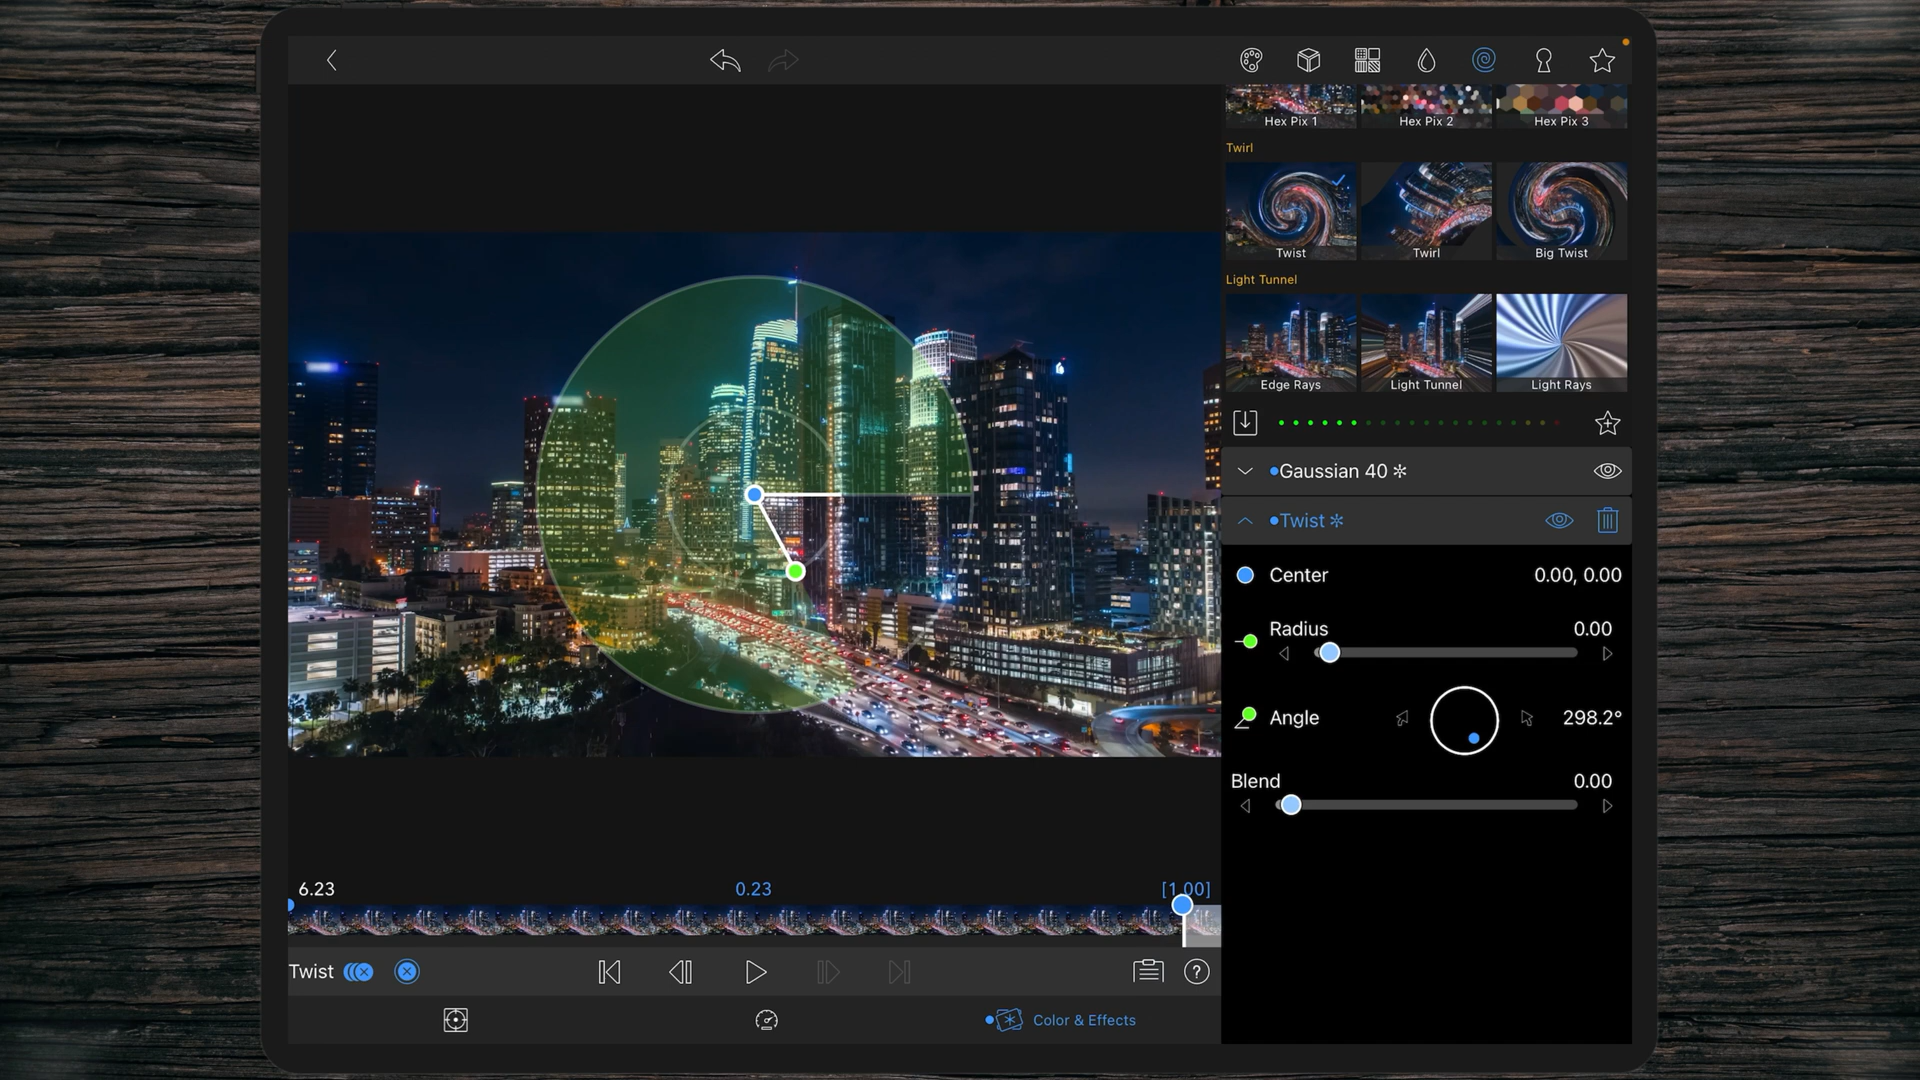 Hex Pix 1
Hex Pix 2
Hex Pix 3
Twirl
Twist
Twirl
Big Twist
Light Tunnel
Edge Rays
Light Tunnel
Light Rays
Gaussian 40
Twist
Center
0.00, 0.00
Radius
0.00
Angle
298.2°
Blend
0.00
6.23
0.23
[1.00]
Twist
?
Color & Effects